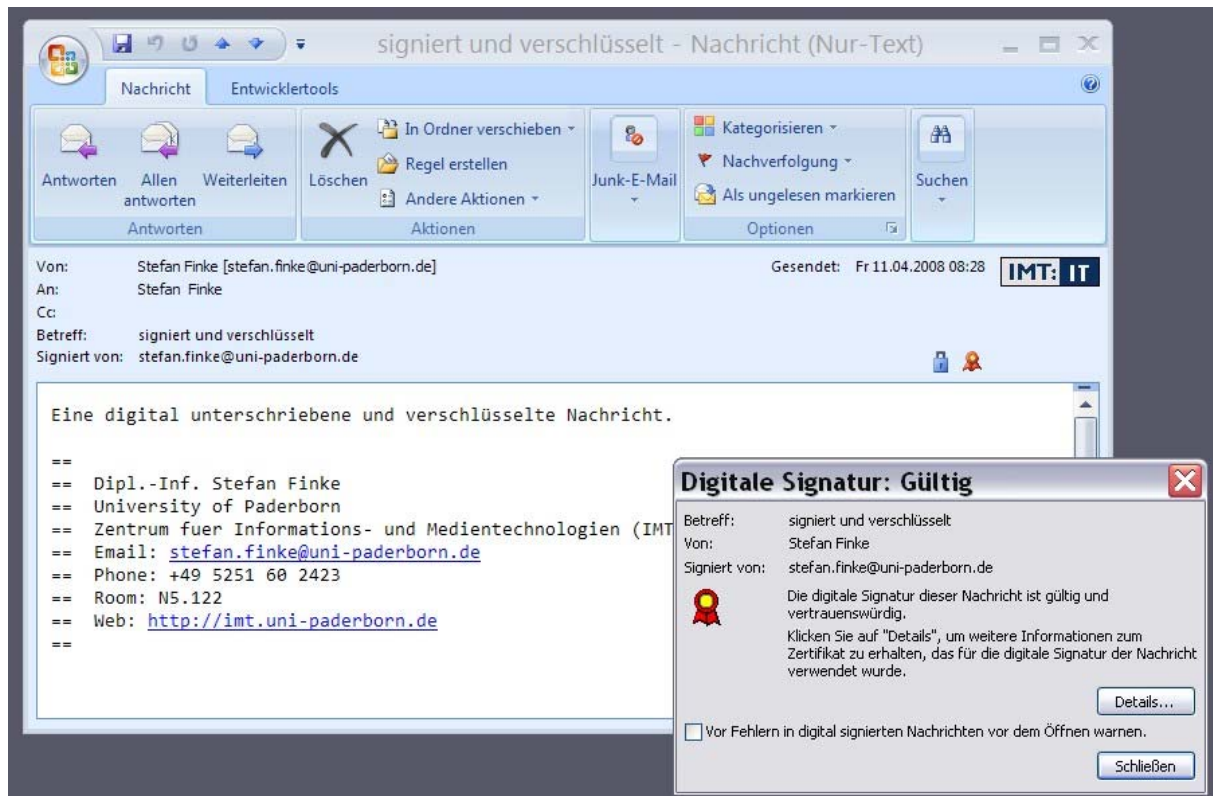 signiert und verschlüsselt - Nachricht (Nur-Text)
Nachricht Entwicklertools
Antworten
Allen antworten
Weiterleiten
Antworten
Löschen
In Ordner verschieben
Regel erstellen
Andere Aktionen
Aktionen
Junk-E-Mail
Kategorisieren
Nachverfolgung
Als ungelesen markieren
Optionen
Suchen
Von: Stefan Finke [stefan.finke@uni-paderborn.de] Gesendet: Fr 11.04.2008 08:28
An: Stefan Finke
Cc:
Betreff: signiert und verschlüsselt
Signiert von: stefan.finke@uni-paderborn.de
IMT: IT
Eine digital unterschriebene und verschlüsselte Nachricht.
==
== Dipl.-Inf. Stefan Finke
== University of Paderborn
== Zentrum fuer Informations- und Medientechnologien (IMT
== Email: stefan.finke@uni-paderborn.de
== Phone: +49 5251 60 2423
== Room: N5.122
== Web: http://imt.uni-paderborn.de
==
Digitale Signatur: Gültig
Betreff: signiert und verschlüsselt
Von: Stefan Finke
Signiert von: stefan.finke@uni-paderborn.de
Die digitale Signatur dieser Nachricht ist gültig und
vertrauenswürdig.
Klicken Sie auf "Details", um weitere Informationen zum
Zertifikat zu erhalten, das für die digitale Signatur der Nachricht
verwendet wurde.
Details...
Vor Fehlern in digital signierten Nachrichten vor dem Öffnen warnen.
Schließen